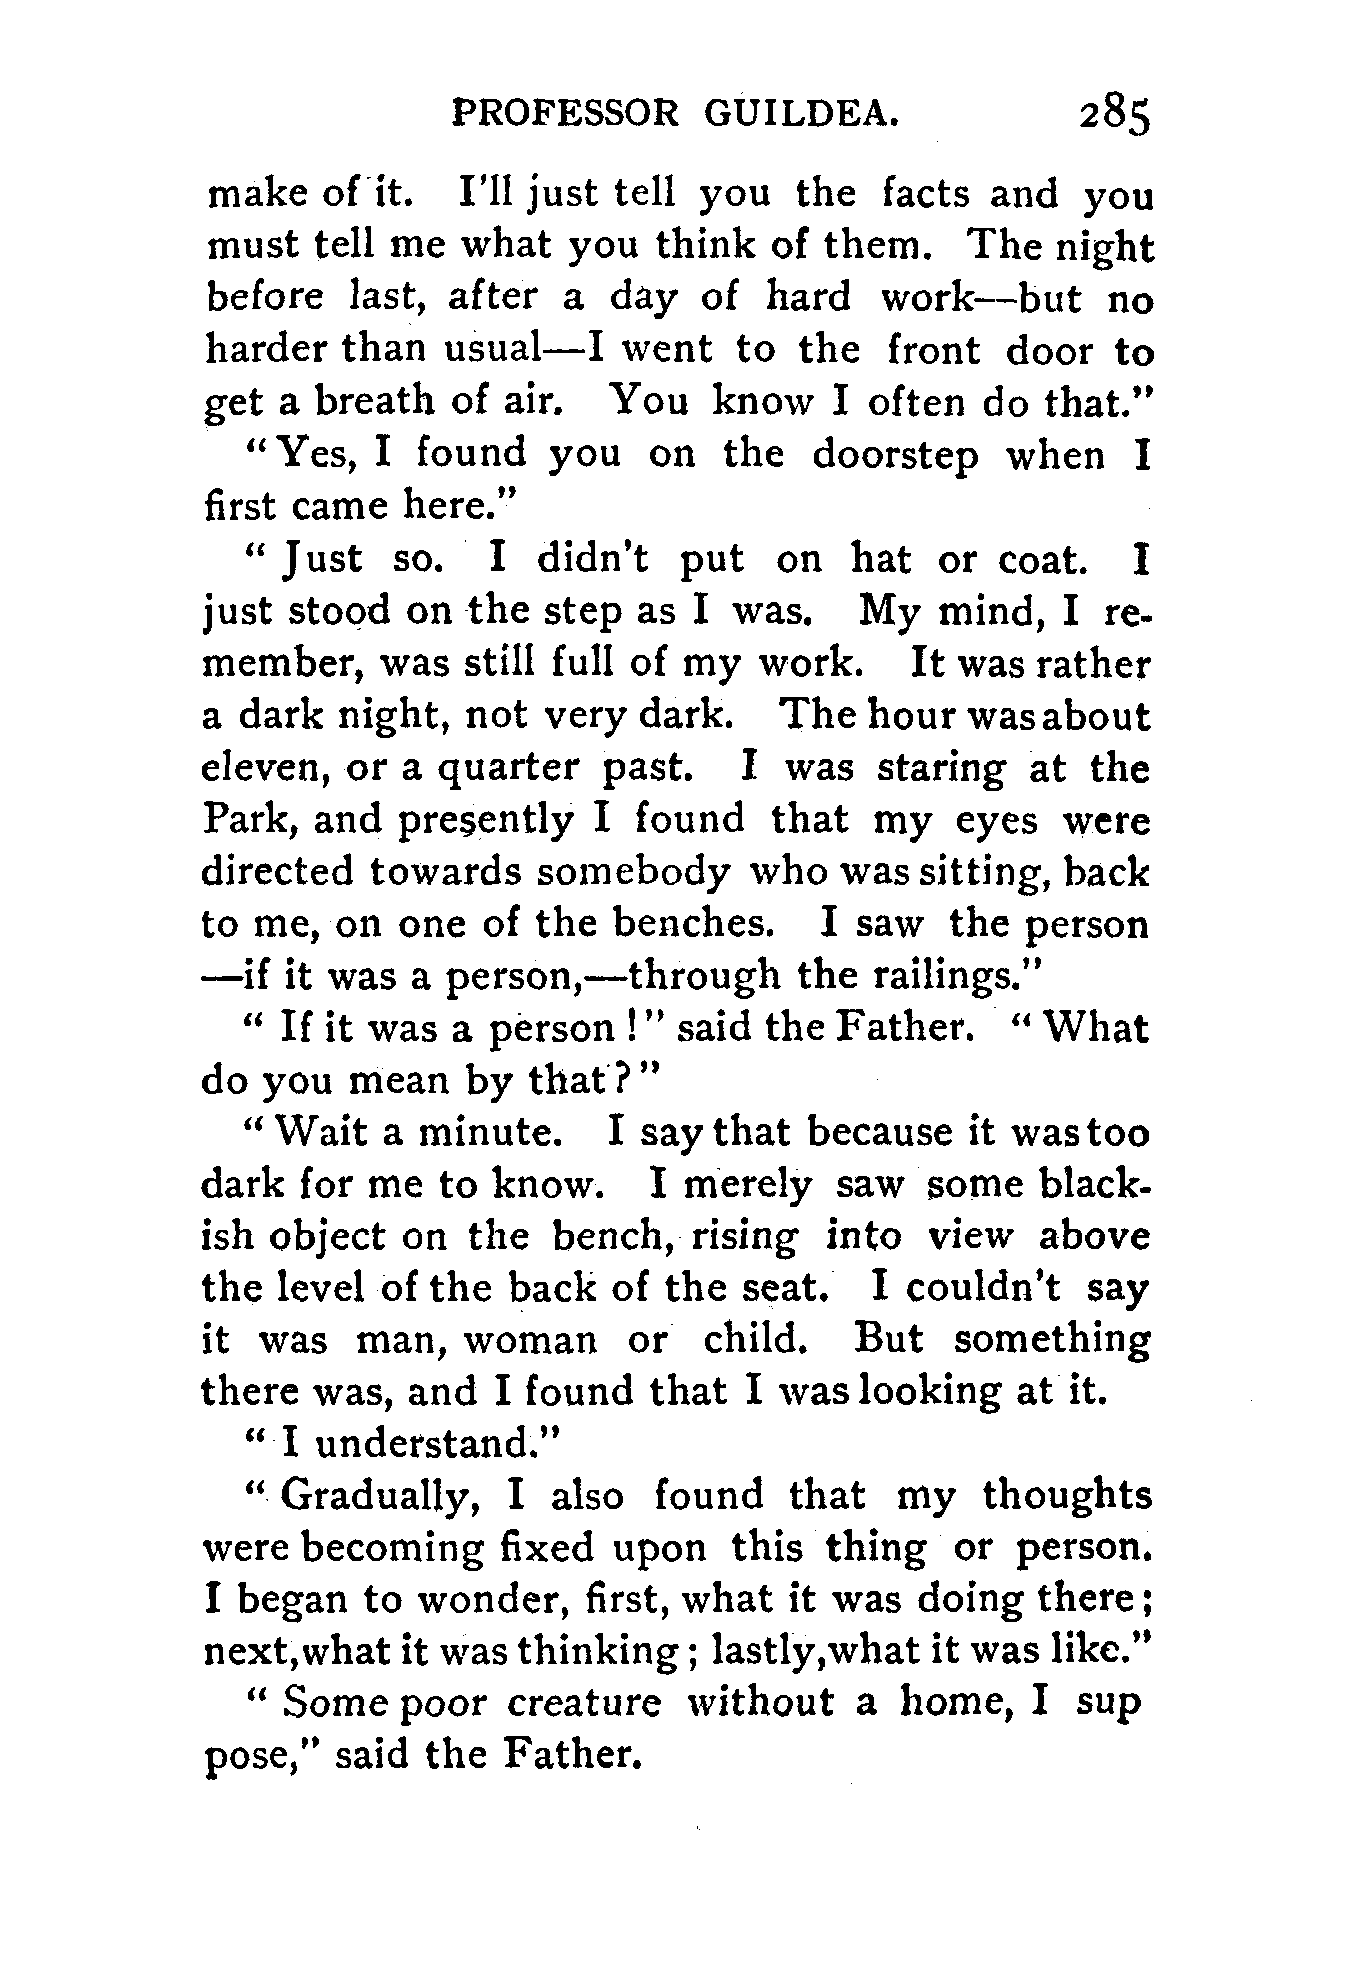 PROFESSOR GUILDEA. 285
make of it. I'll just tell you the facts and you
must tell me what you think of them. The night
before last, after a day of hard work—but no
harder than usual—I went to the front door to
get a breath of air. You know I often do that."
"Yes, I found you on the doorstep when I
first came here."
"Just so. I didn't put on hat or coat. I
just stood on the step as I was. My mind, I re-
member, was still full of my work. It was rather
a dark night, not very dark. The hour was about
eleven, or a quarter past. I was staring at the
Park, and presently I found that my eyes were
directed towards somebody who was sitting, back
to me, on one of the benches. I saw the person
—if it was a person,—through the railings."
"If it was a person!" said the Father. "What
do you mean by that?"
"Wait a minute. I say that because it was too
dark for me to know. I merely saw some black-
ish object on the bench, rising into view above
the level of the back of the seat. I couldn't say
it was man, woman or child. But something
there was, and I found that I was looking at it.
"I understand."
"Gradually, I also found that my thoughts
were becoming fixed upon this thing or person.
I began to wonder, first, what it was doing there;
next,what it was thinking; lastly,what it was like."
"Some poor creature without a home, I sup
pose," said the Father.